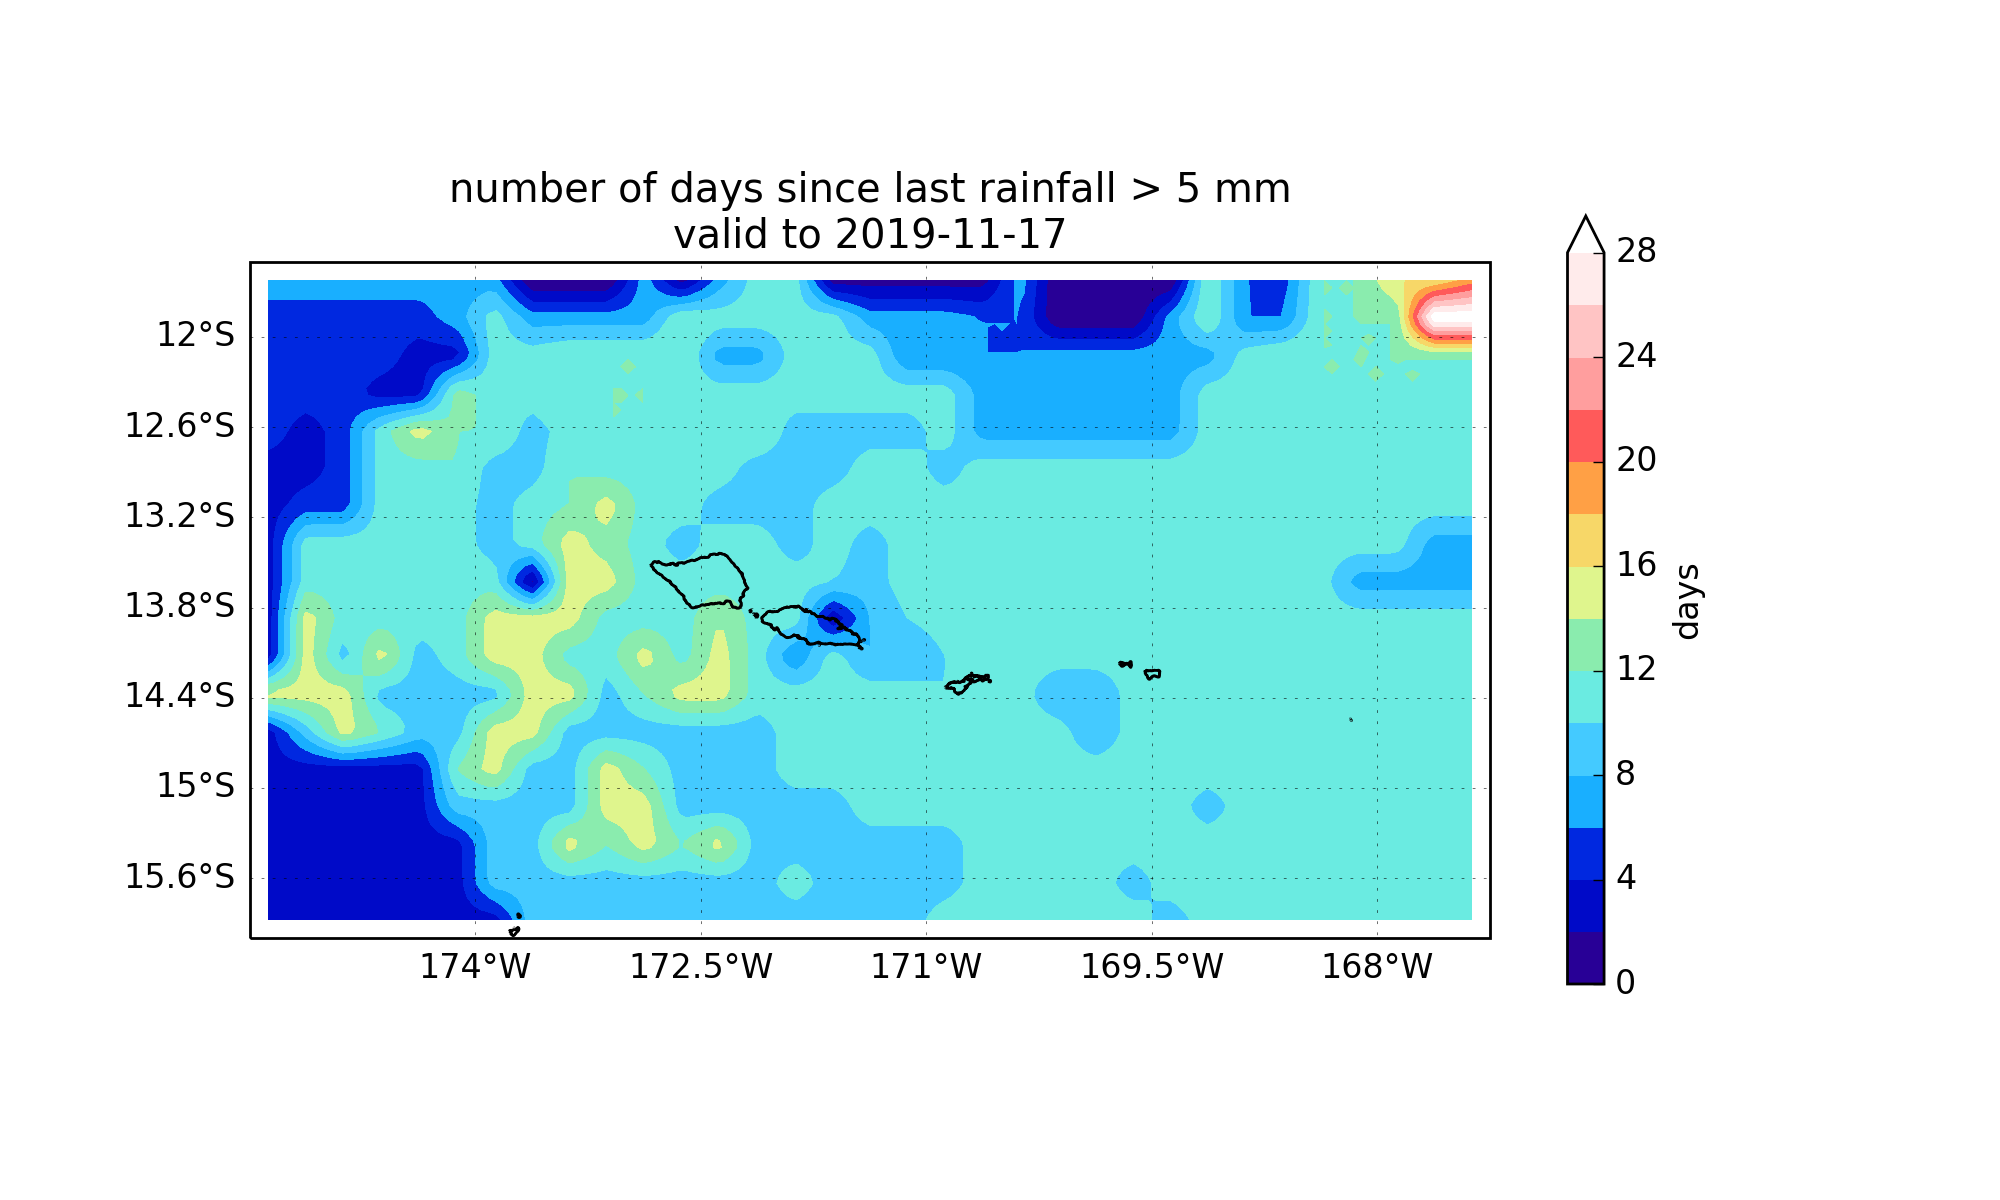 number of days since last rainfall > 5 mm
valid to 2019-11-17
12°S
12.6°S
13.2°S
13.8°S
14.4°S
15°S
15.6°S
174°W 172.5°W 171°W 169.5°W 168°W
28
24
20
16
12
8
4
0
days